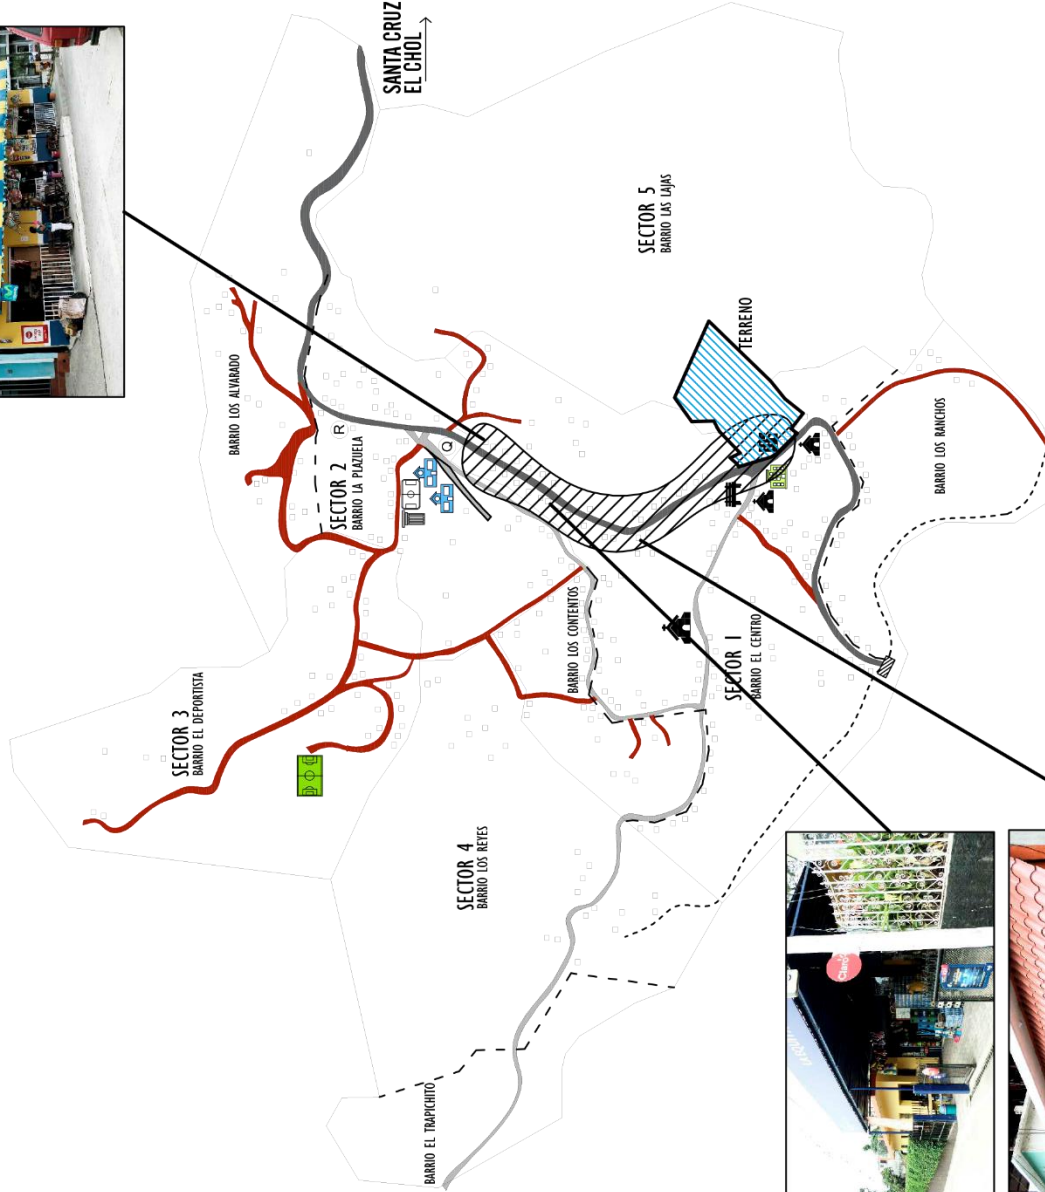 SANTA CRUZ
EL CHOL
SECTOR 5
BARRIO LAS LAJAS
TERRENO
BARRIO LOS ALVARADO
R
SECTOR 2
BARRIO LA PLAZUELA
Q
BARRIO LOS RANCHOS
BARRIO LOS CONTENTOS
SECTOR 1
BARRIO EL CENTRO
SECTOR 3
BARRIO EL DEPORTISTA
SECTOR 4
BARRIO LOS REYES
BARRIO EL TRAPICHITO
Claro